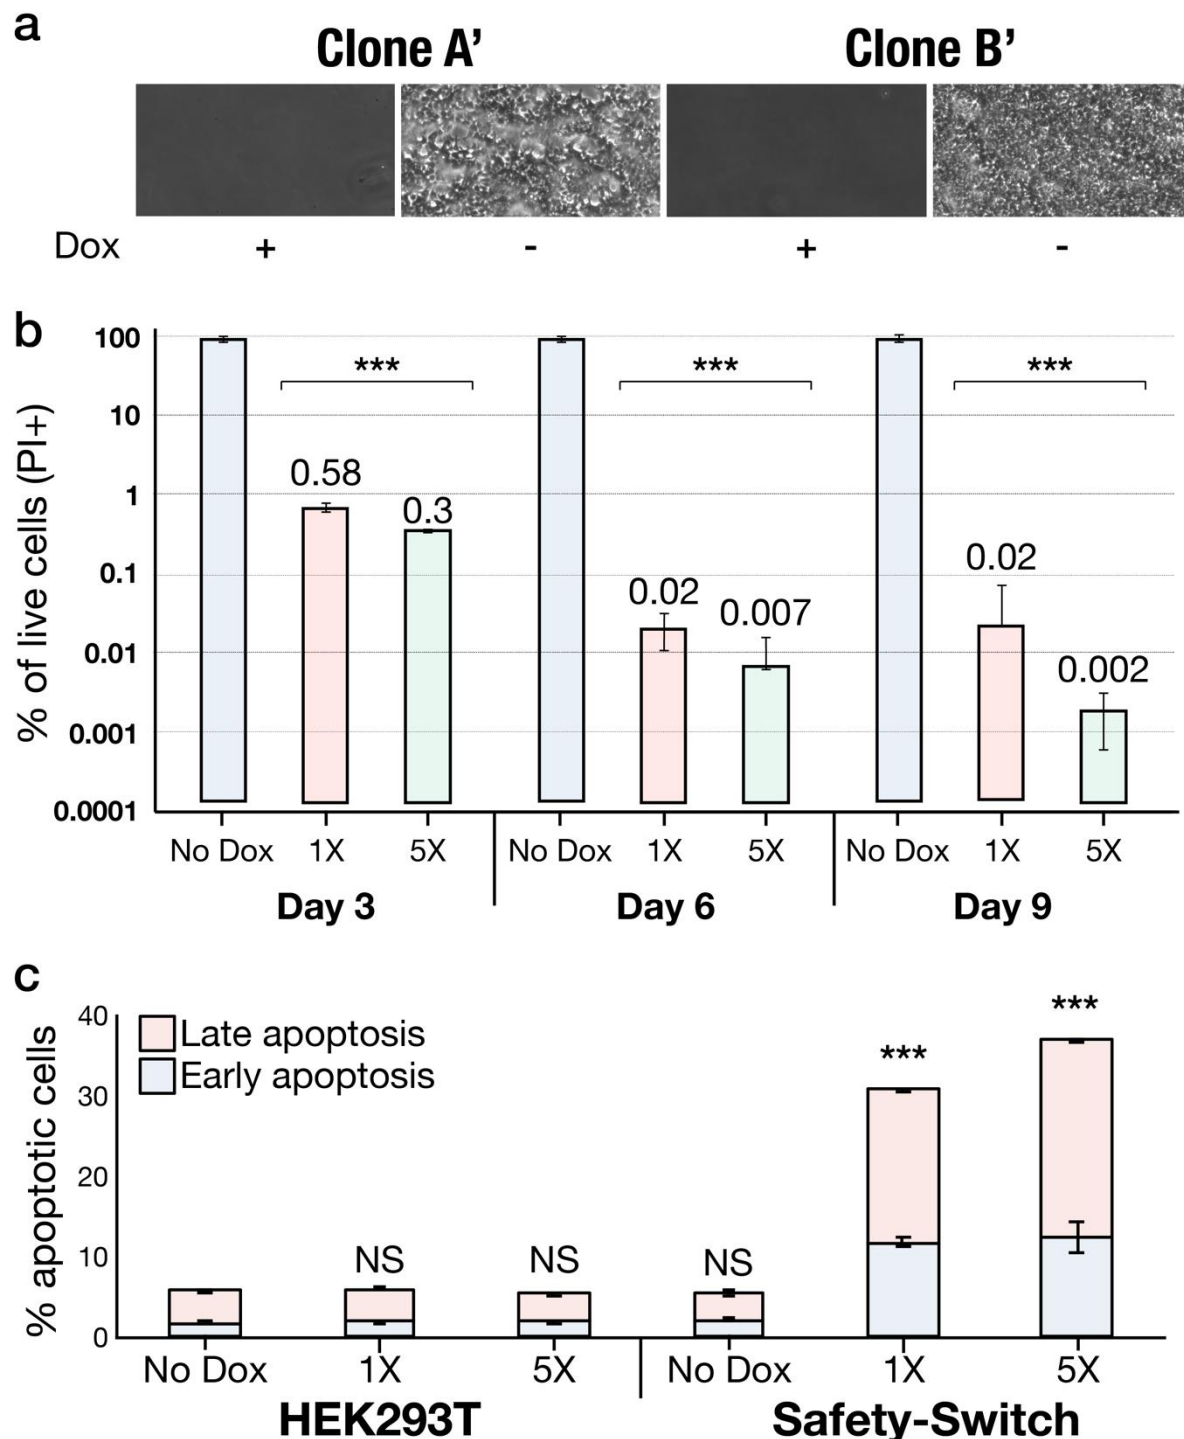 a
Clone A’ Clone B’
Dox + - + -
b
% of live cells (PI+)
100
10
1
0.1
0.01
0.001
0.0001
*** *** ***
0.58 0.3 0.02 0.007 0.02 0.002
No Dox 1X 5X No Dox 1X 5X No Dox 1X 5X
Day 3 Day 6 Day 9
c
% apoptotic cells
40
30
20
10
0
Late apoptosis
Early apoptosis
NS NS NS *** ***
No Dox 1X 5X No Dox 1X 5X
HEK293T Safety-Switch